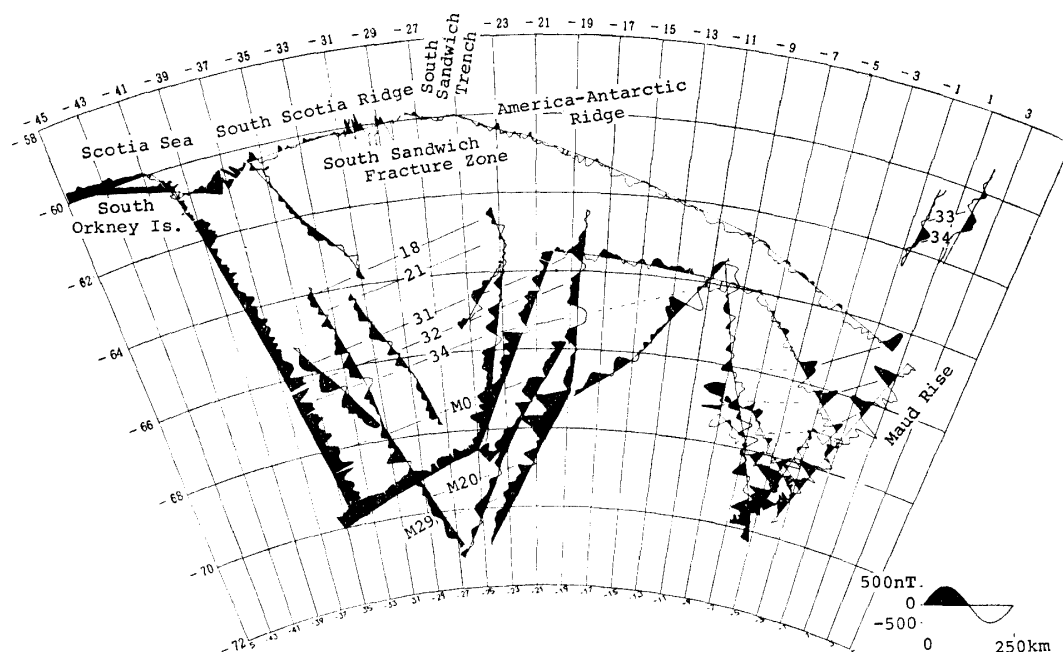 -45 -43 -41 -39 -37 -35 -33 -31 -29 -27 -23 -21 -19 -17 -15 -13 -11 -9 -7 -5 -3 -1 1 3
South
Sandwich
Trench
-58
Scotia Sea
South Scotia Ridge
America-Antarctic
Ridge
South Sandwich
Fracture Zone
-60
South
Orkney Is.
33
34
18
21
-62
31
32
34
-64
M0
Maud Rise
-66
M20
-68
M29
-70
-72
500nT.
0
-500
0 250km